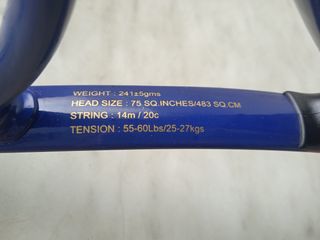 WEIGHT : 241±5gms
HEAD SIZE : 75 SQ.INCHES/483 SQ.CM
STRING : 14m / 20c
TENSION : 55-60Lbs/25-27kgs